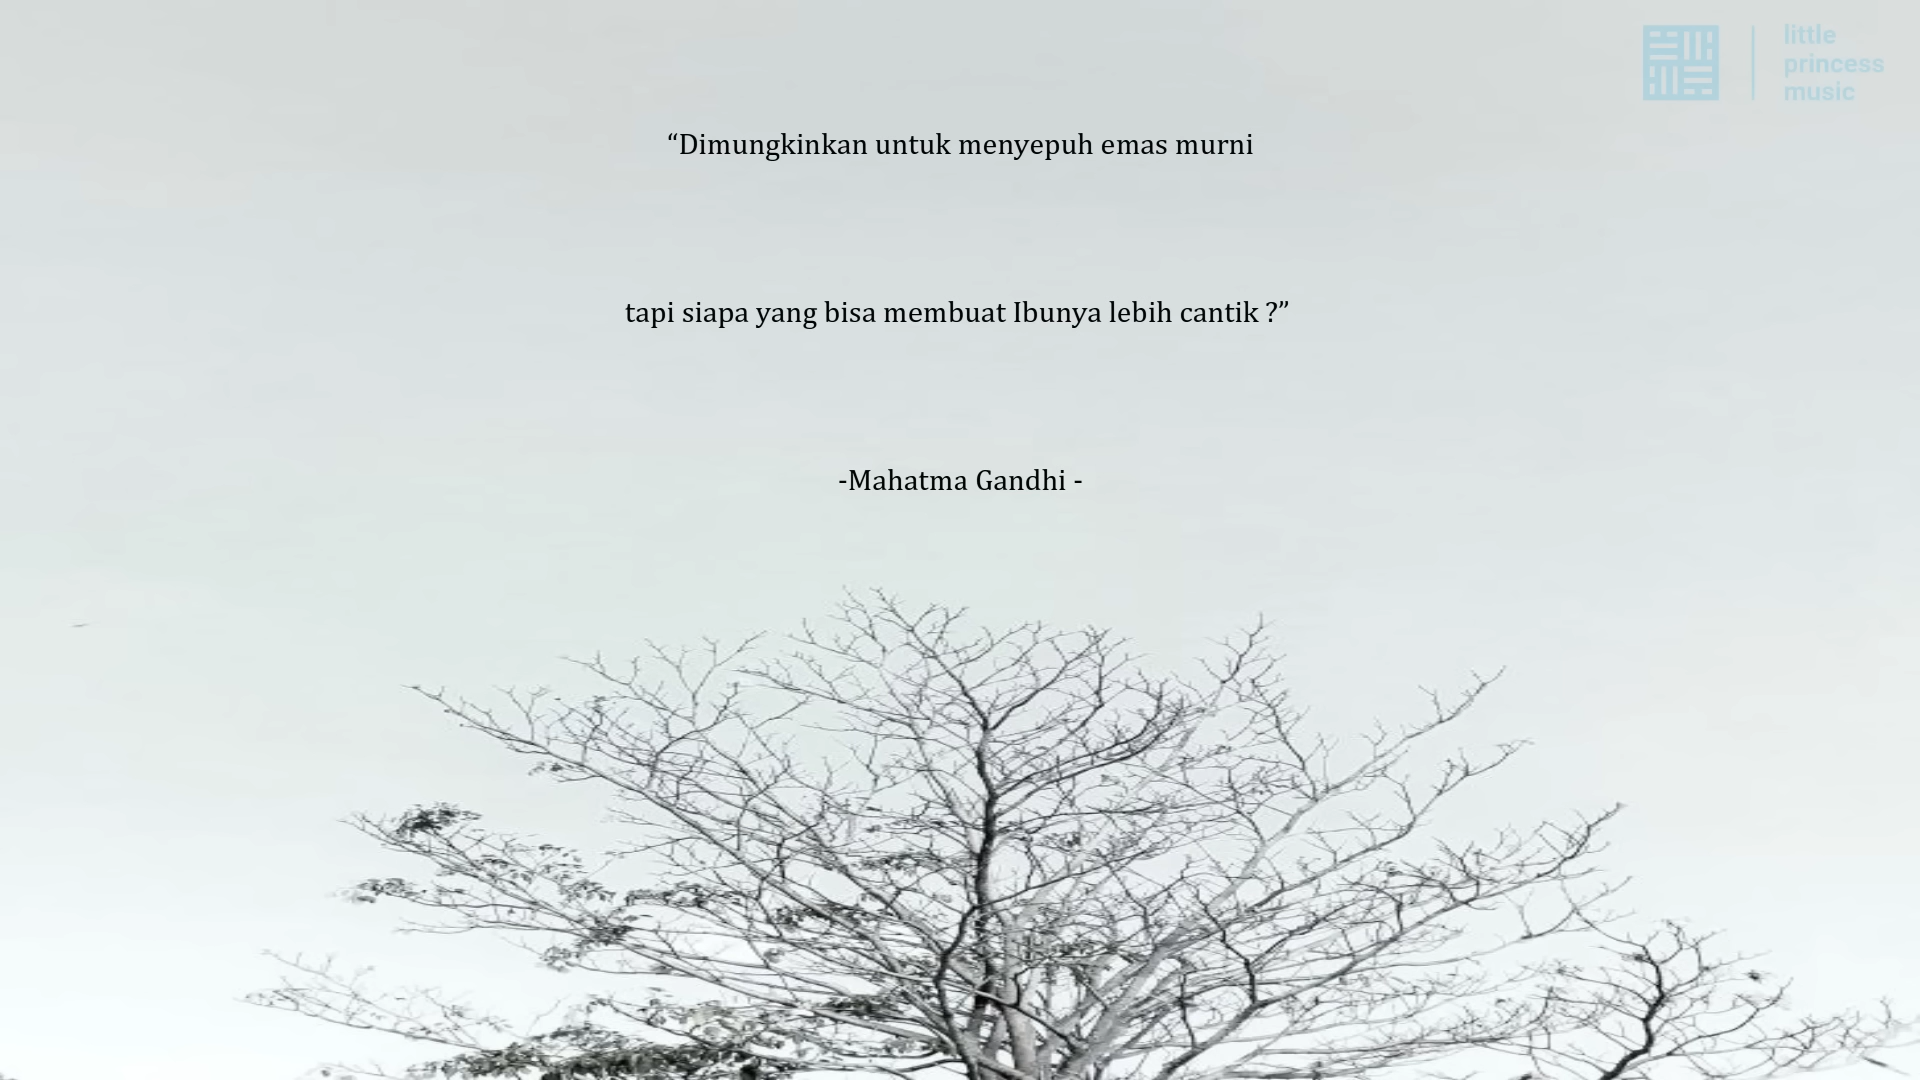 little
princess
music
“Dimungkinkan untuk menyepuh emas murni
tapi siapa yang bisa membuat Ibunya lebih cantik ?”
-Mahatma Gandhi -